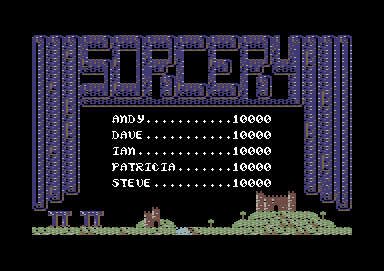 SORCERY
ANDY...........10000
DAVE...........10000
IAN............10000
PATRICIA.......10000
STEVE..........10000